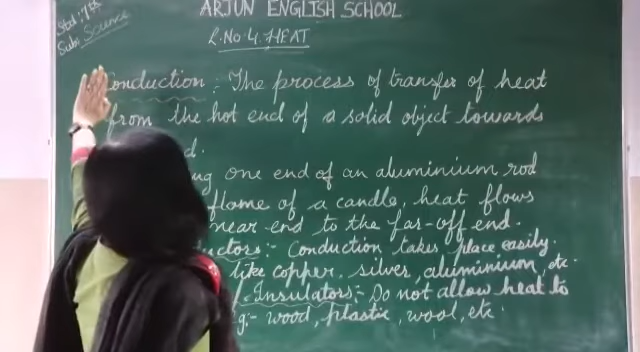 Std: 7th
Sub: Science
ARJUN ENGLISH SCHOOL
L.No.4. HEAT
Conduction: The process of transfer of heat
from the hot end of a solid object towards
one end of an aluminium rod
flame of a candle, heat flows
near end to the far-off end.
Conduction takes place easily.
like copper, silver, aluminium, etc.
Insulators:- Do not allow heat to
wood, plastic, wool, etc.